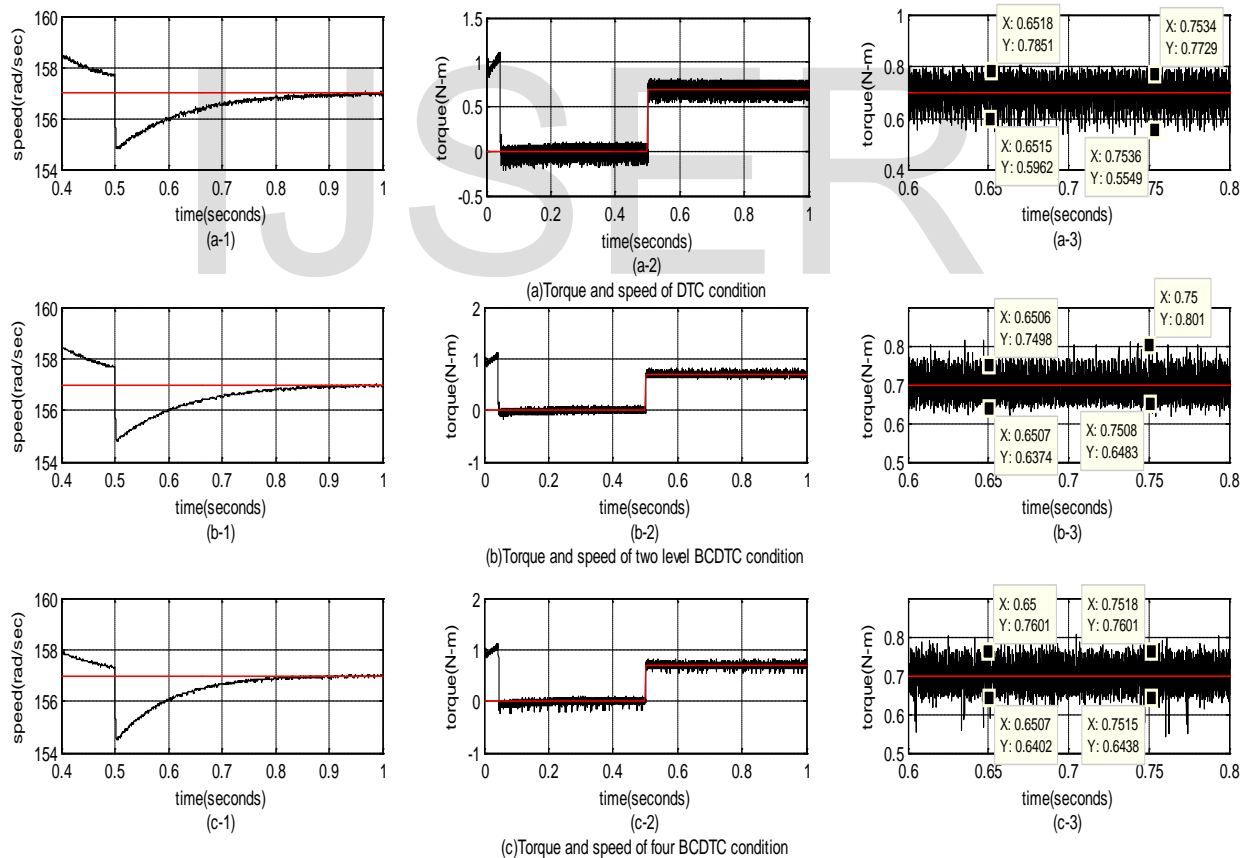 IJSER
160
158
156
154
speed(rad/sec)
0.4 0.5 0.6 0.7 0.8 0.9 1
time(seconds)
(a-1)
1.5
1
0.5
0
-0.5
torque(N-m)
0 0.2 0.4 0.6 0.8 1
time(seconds)
(a-2)
(a)Torque and speed of DTC condition
1
0.8
0.6
0.4
torque(N-m)
X: 0.6518
Y: 0.7851
X: 0.7534
Y: 0.7729
X: 0.6515
Y: 0.5962
X: 0.7536
Y: 0.5549
0.6 0.65 0.7 0.75 0.8
time(seconds)
(a-3)
160
158
156
154
speed(rad/sec)
0.4 0.5 0.6 0.7 0.8 0.9 1
time(seconds)
(b-1)
2
1
0
-1
torque(N-m)
0 0.2 0.4 0.6 0.8 1
time(seconds)
(b-2)
(b)Torque and speed of two level BCDTC condition
0.9
0.8
0.7
0.6
0.5
torque(N-m)
X: 0.6506
Y: 0.7498
X: 0.75
Y: 0.801
X: 0.6507
Y: 0.6374
X: 0.7508
Y: 0.6483
0.6 0.65 0.7 0.75 0.8
time(seconds)
(b-3)
160
158
156
154
speed(rad/sec)
0.4 0.5 0.6 0.7 0.8 0.9 1
time(seconds)
(c-1)
2
1
0
-1
torque(N-m)
0 0.2 0.4 0.6 0.8 1
time(seconds)
(c-2)
(c)Torque and speed of four BCDTC condition
0.9
0.8
0.7
0.6
0.5
torque(N-m)
X: 0.65
Y: 0.7601
X: 0.7518
Y: 0.7601
X: 0.6507
Y: 0.6402
X: 0.7515
Y: 0.6438
0.6 0.65 0.7 0.75 0.8
time(seconds)
(c-3)